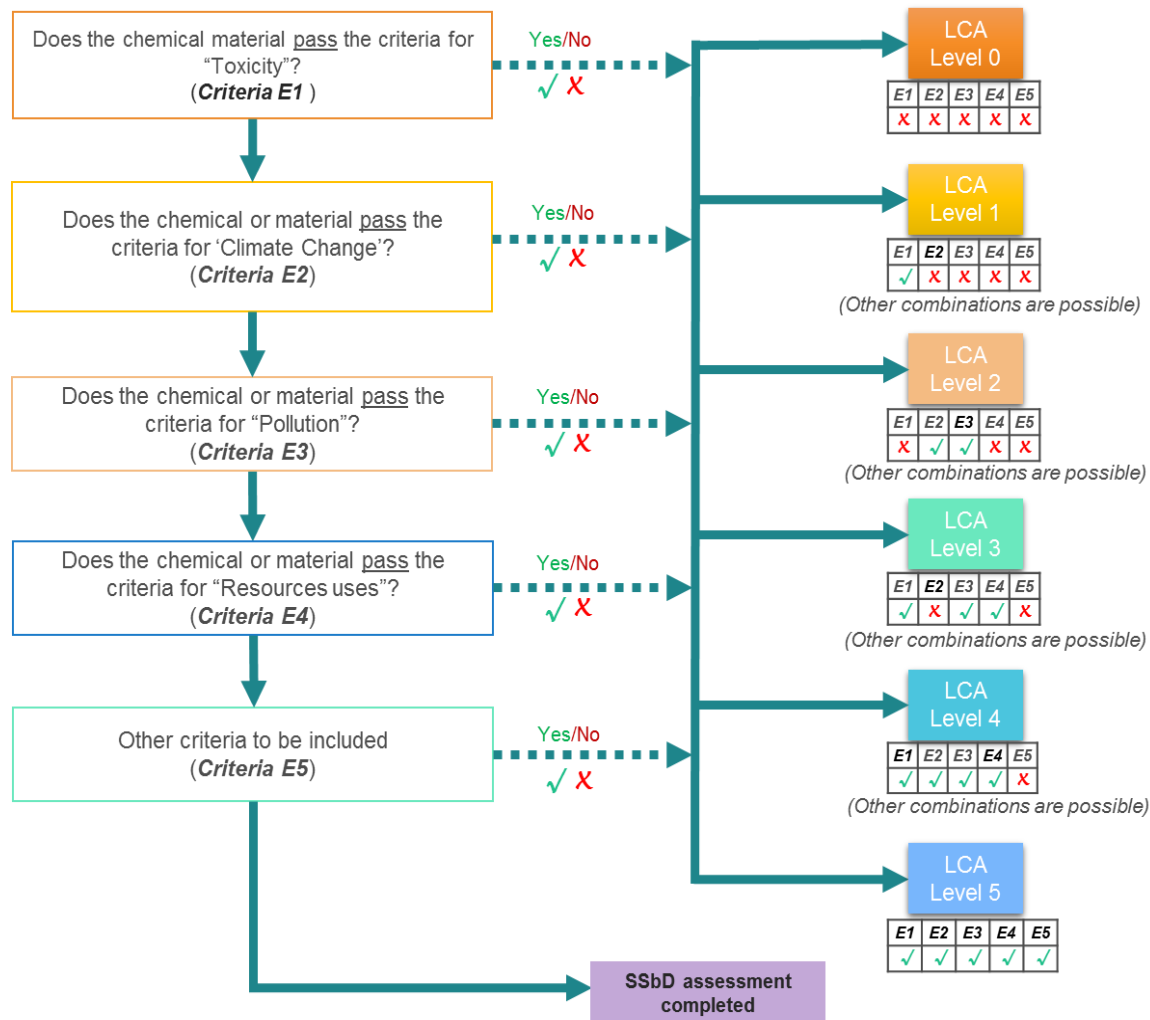 Does the chemical material pass the criteria for
“Toxicity”?
(Criteria E1 )
Yes/No
√ X
LCA
Level 0
E1 E2 E3 E4 E5
X X X X X
Does the chemical or material pass the
criteria for ‘Climate Change’?
(Criteria E2)
Yes/No
√ X
LCA
Level 1
E1 E2 E3 E4 E5
√ X X X X
(Other combinations are possible)
Does the chemical or material pass the
criteria for “Pollution”?
(Criteria E3)
Yes/No
√ X
LCA
Level 2
E1 E2 E3 E4 E5
X √ √ X X
(Other combinations are possible)
Does the chemical or material pass the
criteria for “Resources uses”?
(Criteria E4)
Yes/No
√ X
LCA
Level 3
E1 E2 E3 E4 E5
√ X √ √ X
(Other combinations are possible)
Other criteria to be included
(Criteria E5)
Yes/No
√ X
LCA
Level 4
E1 E2 E3 E4 E5
√ √ √ √ X
(Other combinations are possible)
LCA
Level 5
E1 E2 E3 E4 E5
√ √ √ √ √
SSbD assessment
completed